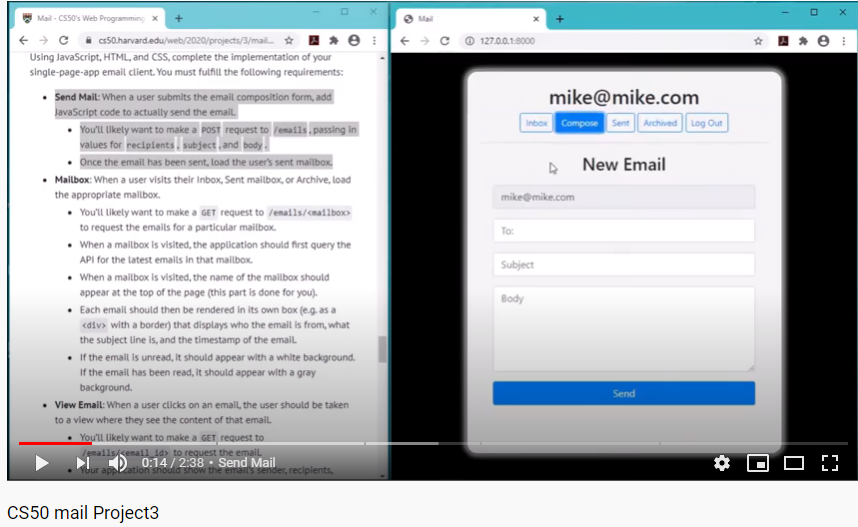 Mail - CS50's Web Programming
Mail
cs50.harvard.edu/web/2020/projects/3/mail...
127.0.0.1:8000
Using JavaScript, HTML, and CSS, complete the implementation of your
single-page-app email client. You must fulfill the following requirements:
Send Mail: When a user submits the email composition form, add
JavaScript code to actually send the email.
You'll likely want to make a POST request to /emails, passing in
values for recipients, subject, and body.
Once the email has been sent, load the user's sent mailbox.
Mailbox: When a user visits their Inbox, Sent mailbox, or Archive, load
the appropriate mailbox.
You'll likely want to make a GET request to /emails/<mailbox>
to request the emails for a particular mailbox.
When a mailbox is visited, the application should first query the
API for the latest emails in that mailbox.
When a mailbox is visited, the name of the mailbox should
appear at the top of the page (this part is done for you).
Each email should then be rendered in its own box (e.g. as a
<div> with a border) that displays who the email is from, what
the subject line is, and the timestamp of the email.
If the email is unread, it should appear with a white background.
If the email has been read, it should appear with a gray
background.
View Email: When a user clicks on an email, the user should be taken
to a view where they see the content of that email.
You'll likely want to make a GET request to
/emails/<email_id> to request the email.
Your application should show the email's sender, recipients,
mike@mike.com
Inbox Compose Sent Archived Log Out
New Email
mike@mike.com
To:
Subject
Body
Send
0:14 / 2:38 • Send Mail
CS50 mail Project3